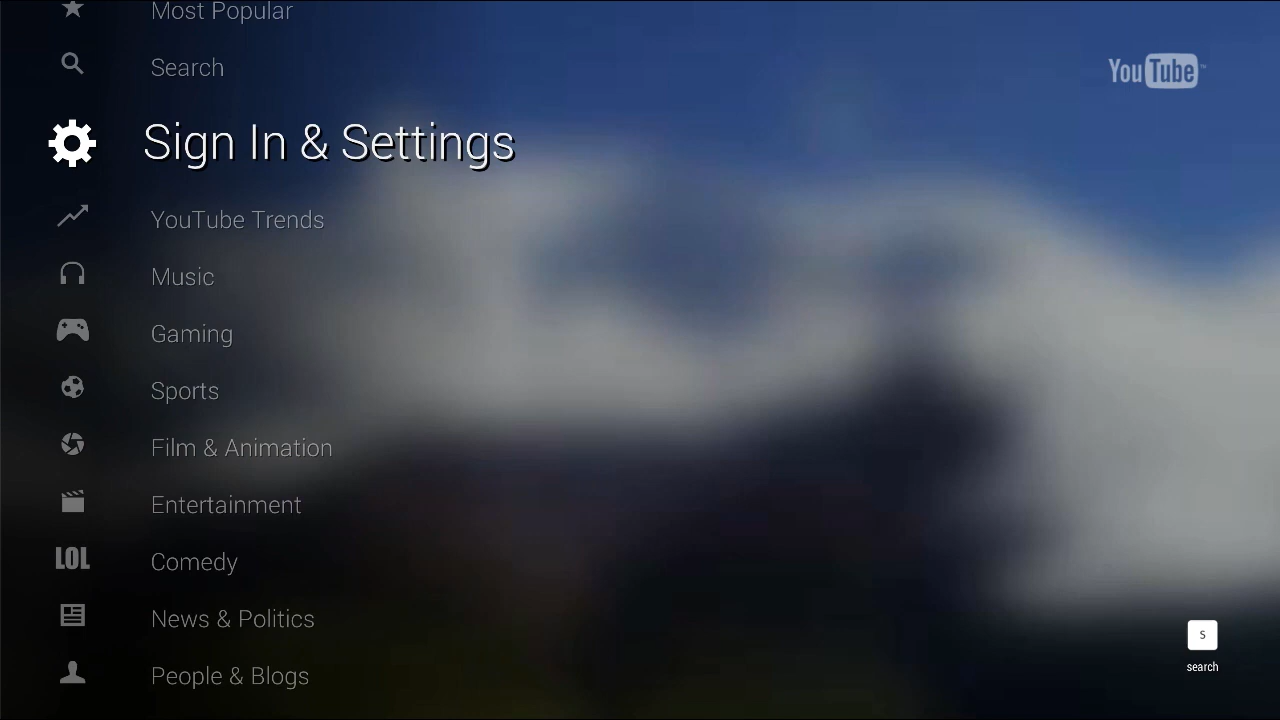 Most Popular
Search
YouTube™
Sign In & Settings
YouTube Trends
Music
Gaming
Sports
Film & Animation
Entertainment
LOL Comedy
News & Politics
People & Blogs
S
search